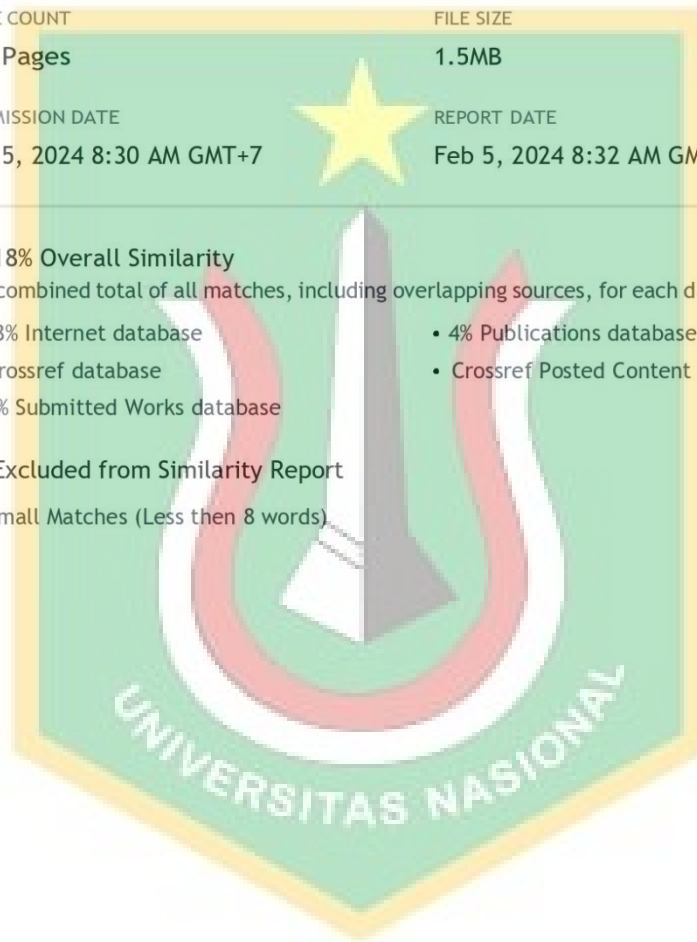 COUNT FILE SIZE
Pages 1.5MB
MISSION DATE REPORT DATE
5, 2024 8:30 AM GMT+7 Feb 5, 2024 8:32 AM GM
8% Overall Similarity
combined total of all matches, including overlapping sources, for each d
% Internet database • 4% Publications database
rossref database • Crossref Posted Content
% Submitted Works database
Excluded from Similarity Report
mall Matches (Less then 8 words)
UNIVERSITAS NASIONAL